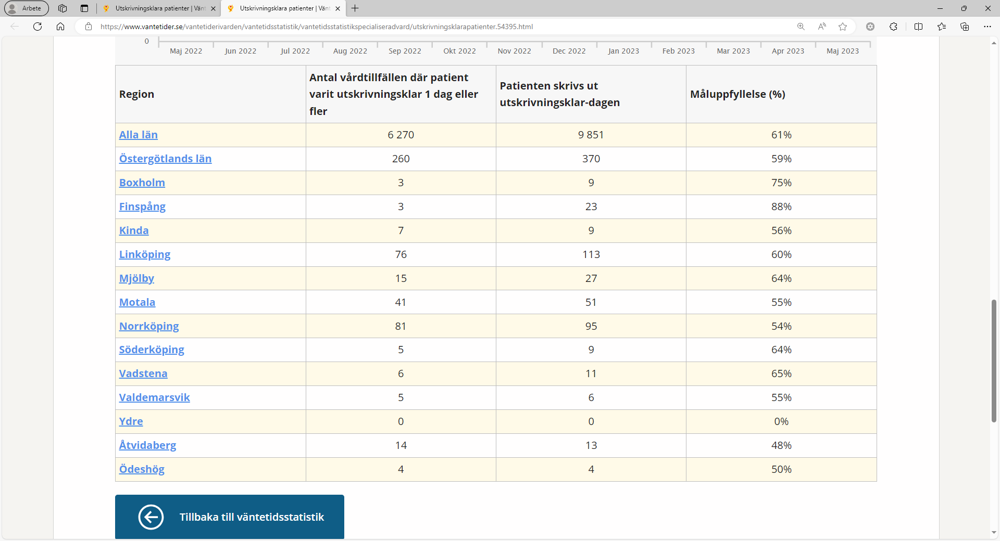 Arbete
Utskrivningsklara patienter | Vänt
Utskrivningsklara patienter | Vänt
https://www.vantetider.se/vantetiderivarden/vantetidsstatistik/vantetidsstatistikspecialiseradvard/utskrivningsklarapatienter.54395.html
0
Maj 2022 Jun 2022 Jul 2022 Aug 2022 Sep 2022 Okt 2022 Nov 2022 Dec 2022 Jan 2023 Feb 2023 Mar 2023 Apr 2023 Maj 2023
Region
Antal vårdtillfällen där patient
varit utskrivningsklar 1 dag eller
fler
Patienten skrivs ut
utskrivningsklar-dagen
Måluppfyllelse (%)
Alla län 6 270 9 851 61%
Östergötlands län 260 370 59%
Boxholm 3 9 75%
Finspång 3 23 88%
Kinda 7 9 56%
Linköping 76 113 60%
Mjölby 15 27 64%
Motala 41 51 55%
Norrköping 81 95 54%
Söderköping 5 9 64%
Vadstena 6 11 65%
Valdemarsvik 5 6 55%
Ydre 0 0 0%
Åtvidaberg 14 13 48%
Ödeshög 4 4 50%
Tillbaka till väntetidsstatistik